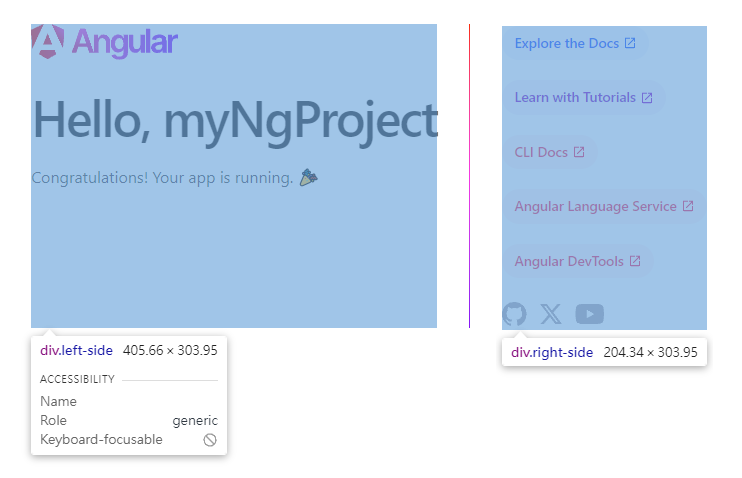 Angular
Hello, myNgProject
Congratulations! Your app is running. 🎉
div.left-side 405.66 × 303.95
ACCESSIBILITY
Name
Role generic
Keyboard-focusable
Explore the Docs
Learn with Tutorials
CLI Docs
Angular Language Service
Angular DevTools
div.right-side 204.34 × 303.95